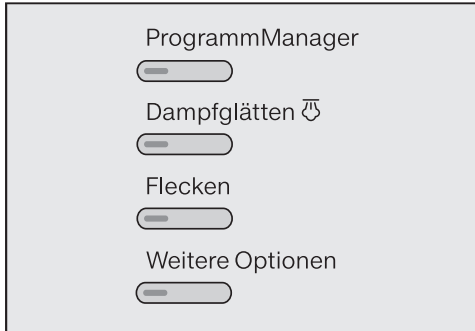 ProgrammManager
Dampfglätten
Flecken
Weitere Optionen